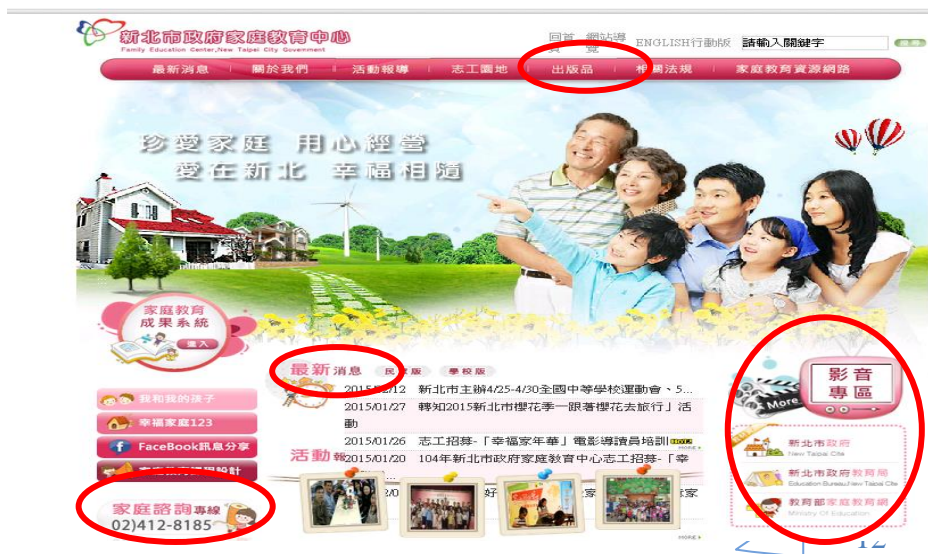 新北市政府家庭教育中心
Family Education Center,New Taipei City Government
回首頁 網站導覽 ENGLISH 行動版 請輸入關鍵字 搜尋
最新消息 關於我們 活動報導 志工園地 出版品 相關法規 家庭教育資源網路
珍愛家庭 用心經營
愛在新北 幸福相隨
家庭教育
成果系統
進入
最新消息 民眾版 學校版
2015/02/12 新北市主辦4/25-4/30全國中等學校運動會、5...
2015/01/27 轉知2015新北市櫻花季－跟著櫻花去旅行」活動
2015/01/26 志工招募-「幸福家年華」電影導讀員培訓
MORE
活動報
2015/01/20 104年新北市政府家庭教育中心志工招募-「幸
我和我的孩子
幸福家庭123
FaceBook訊息分享
家庭諮詢專線
02)412-8185
MORE
影音
專區
More
新北市政府
New Taipei Cite
新北市政府教育局
Education Bureau,New Taipei Cite
教育部家庭教育網
Ministry Of Education
12